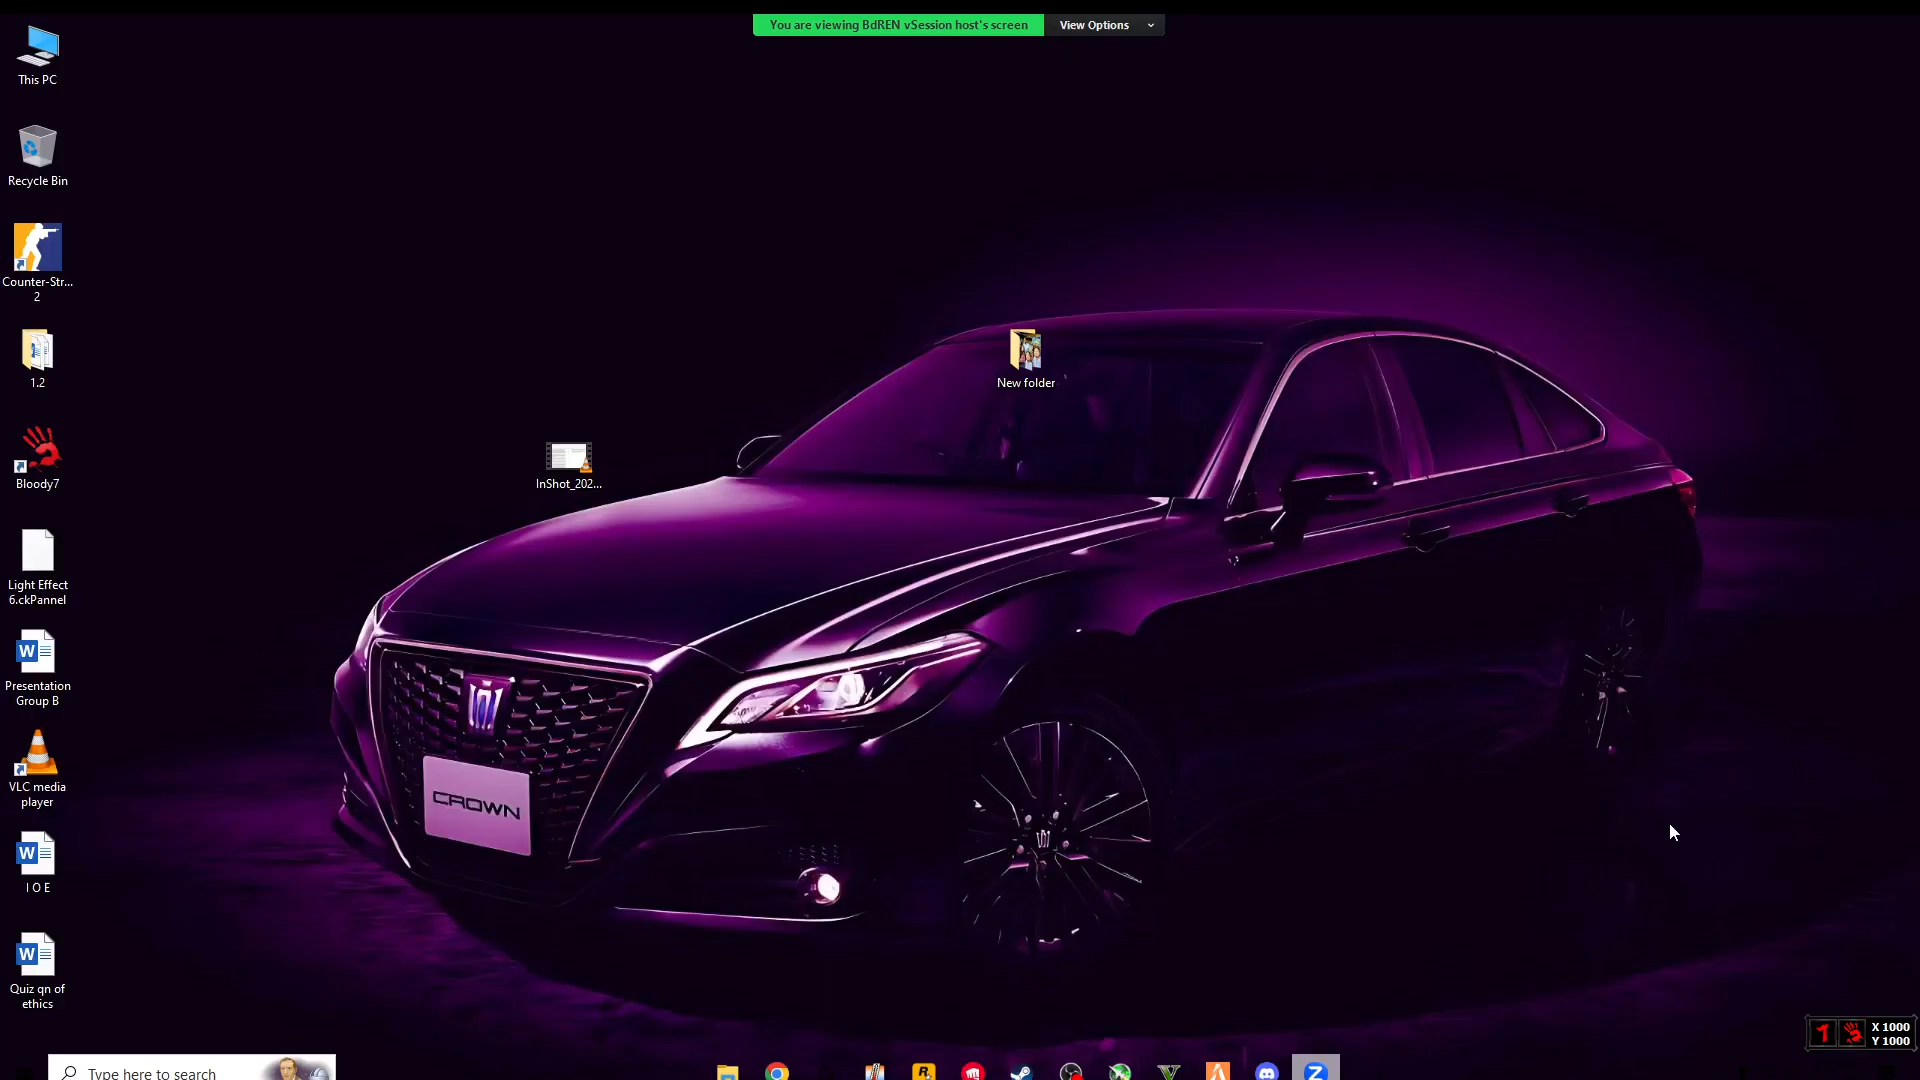 You are viewing BdREN vSession host's screen
View Options
This PC
Recycle Bin
Counter-Str...
2
1.2
Bloody7
Light Effect
6.ckPannel
Presentation
Group B
VLC media
player
I O E
Quiz qn of
ethics
New folder
InShot_202...
CROWN
X 1000
Y 1000
Type here to search